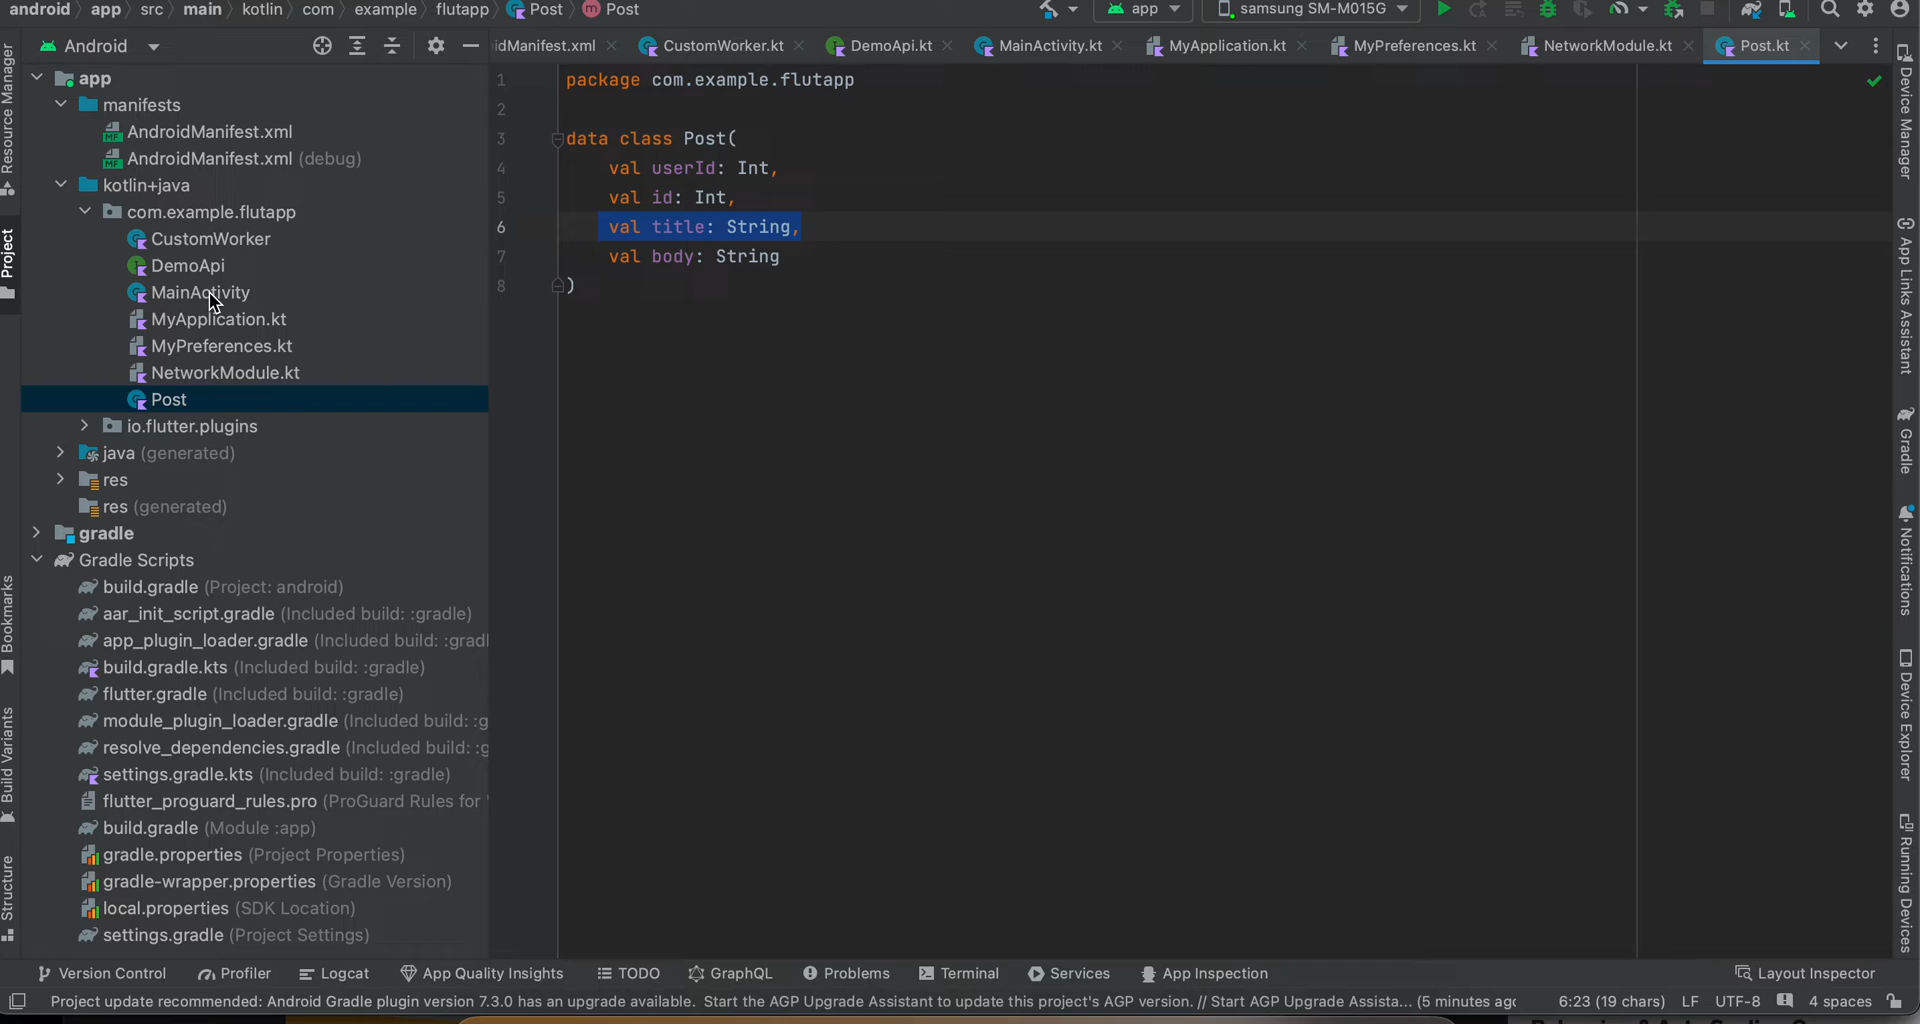 android app src main kotlin com example flutapp Post Post
app samsung SM-M015G
Android
idManifest.xml CustomWorker.kt DemoApi.kt MainActivity.kt MyApplication.kt MyPreferences.kt NetworkModule.kt Post.kt
Resource Manager
Project
Bookmarks
Build Variants
Structure
app
manifests
AndroidManifest.xml
AndroidManifest.xml (debug)
kotlin+java
com.example.flutapp
CustomWorker
DemoApi
MainActivity
MyApplication.kt
MyPreferences.kt
NetworkModule.kt
Post
io.flutter.plugins
java (generated)
res
res (generated)
gradle
Gradle Scripts
build.gradle (Project: android)
aar_init_script.gradle (Included build: :gradle)
app_plugin_loader.gradle (Included build: :gradl
build.gradle.kts (Included build: :gradle)
flutter.gradle (Included build: :gradle)
module_plugin_loader.gradle (Included build: :g
resolve_dependencies.gradle (Included build: :g
settings.gradle.kts (Included build: :gradle)
flutter_proguard_rules.pro (ProGuard Rules for '
build.gradle (Module :app)
gradle.properties (Project Properties)
gradle-wrapper.properties (Gradle Version)
local.properties (SDK Location)
settings.gradle (Project Settings)
1 package com.example.flutapp
2
3 data class Post(
4 val userId: Int,
5 val id: Int,
6 val title: String,
7 val body: String
8 )
Device Manager
App Links Assistant
Gradle
Notifications
Device Explorer
Running Devices
Version Control Profiler Logcat App Quality Insights TODO GraphQL Problems Terminal Services App Inspection Layout Inspector
Project update recommended: Android Gradle plugin version 7.3.0 has an upgrade available. Start the AGP Upgrade Assistant to update this project's AGP version. // Start AGP Upgrade Assista... (5 minutes ago 6:23 (19 chars) LF UTF-8 4 spaces